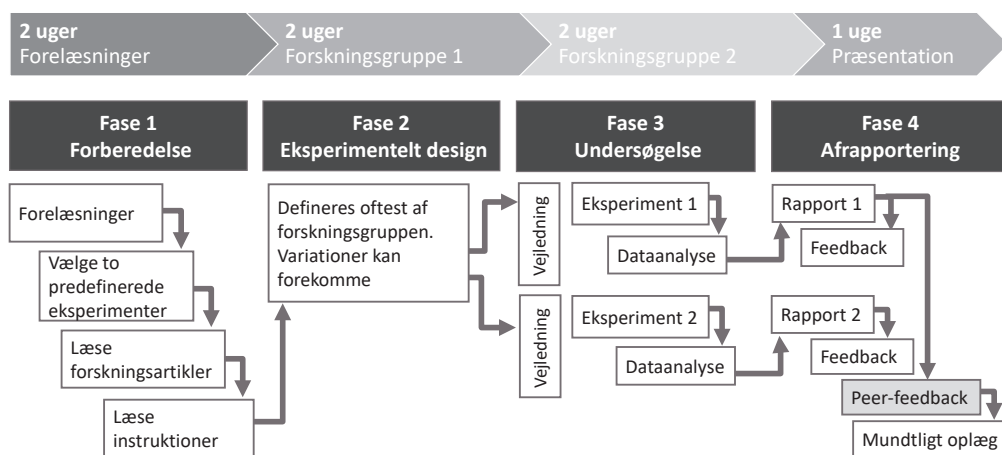 2 uger
Forelæsninger
2 uger
Forskningsgruppe 1
2 uger
Forskningsgruppe 2
1 uge
Præsentation
Fase 1
Forberedelse
Fase 2
Eksperimentelt design
Fase 3
Undersøgelse
Fase 4
Afrapportering
Forelæsninger
Vælge to
predefinerede
eksperimenter
Læse
forskningsartikler
Læse
instruktioner
Defineres oftest af
forskningsgruppen.
Variationer kan
forekomme
Vejledning
Eksperiment 1
Dataanalyse
Vejledning
Eksperiment 2
Dataanalyse
Rapport 1
Feedback
Rapport 2
Feedback
Peer-feedback
Mundtligt oplæg